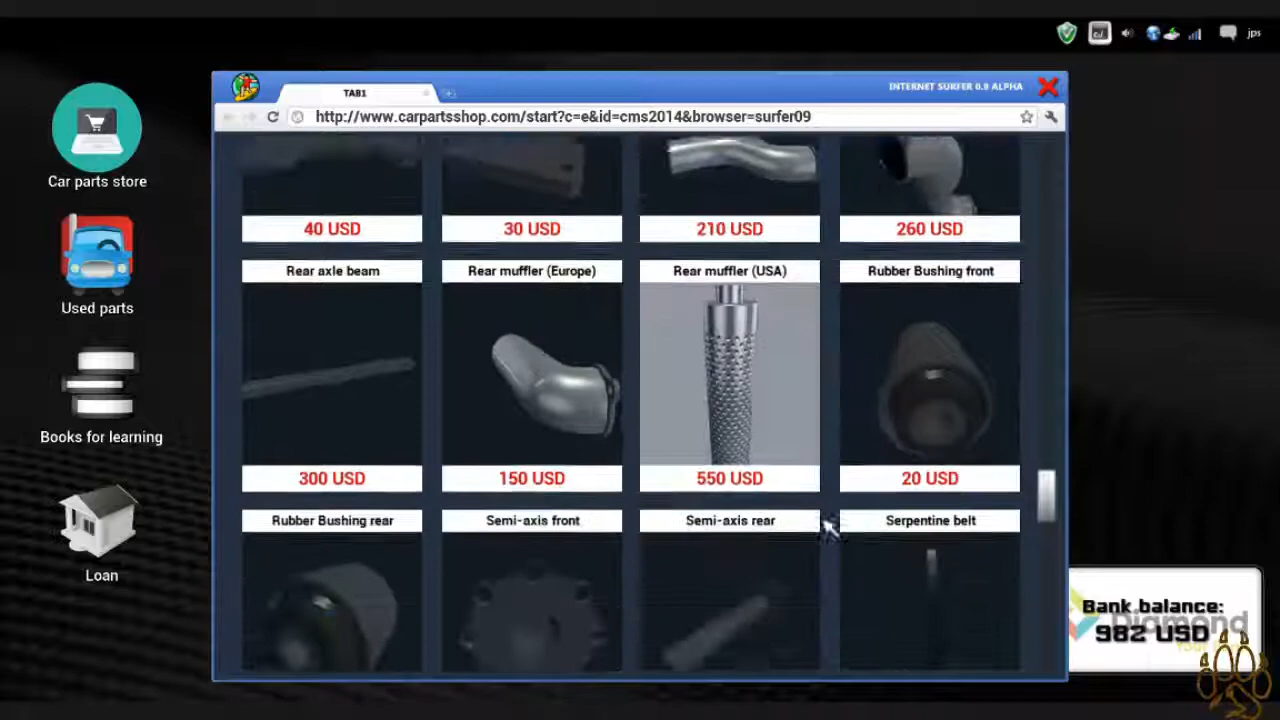 jps
TAB1
INTERNET SURFER 0.9 ALPHA
http://www.carpartsshop.com/start?c=e&id=cms2014&browser=surfer09
Car parts store
Used parts
Books for learning
Loan
40 USD
30 USD
210 USD
260 USD
Rear axle beam
Rear muffler (Europe)
Rear muffler (USA)
Rubber Bushing front
300 USD
150 USD
550 USD
20 USD
Rubber Bushing rear
Semi-axis front
Semi-axis rear
Serpentine belt
Bank balance:
Diamond
982 USD